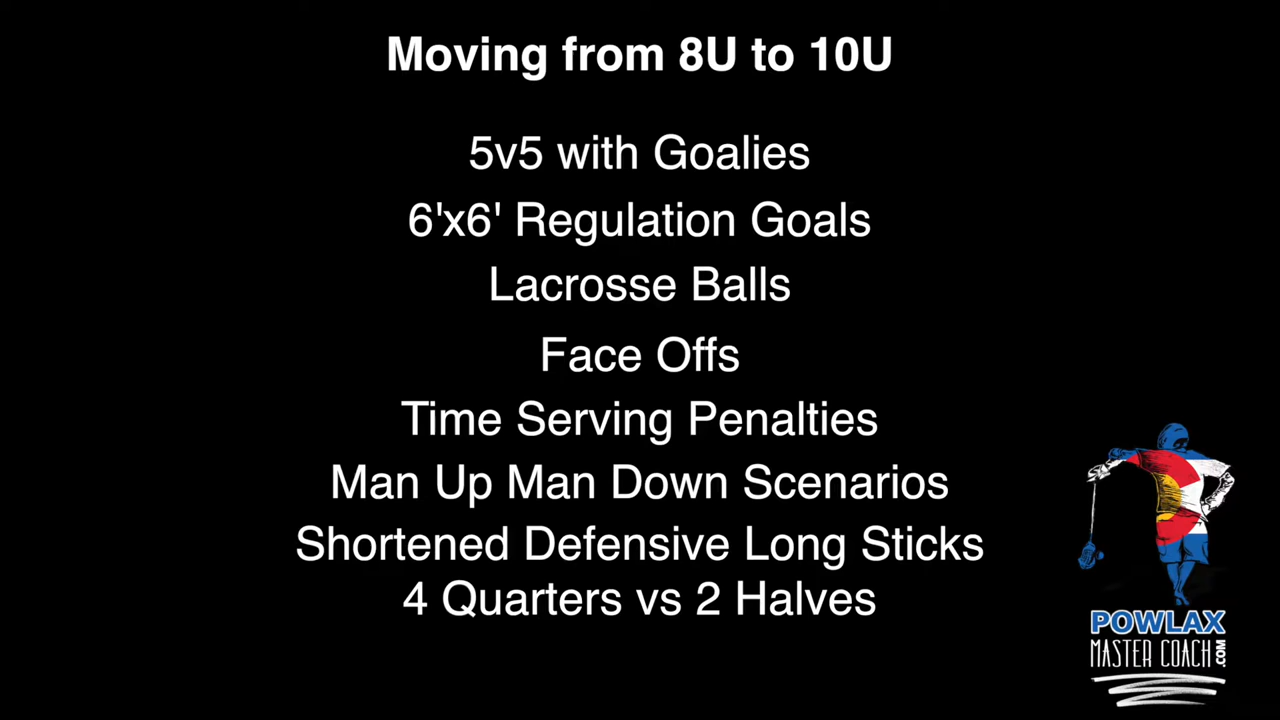 Moving from 8U to 10U
5v5 with Goalies
6'x6' Regulation Goals
Lacrosse Balls
Face Offs
Time Serving Penalties
Man Up Man Down Scenarios
Shortened Defensive Long Sticks
4 Quarters vs 2 Halves
POWLAX
MASTER COACH.COM